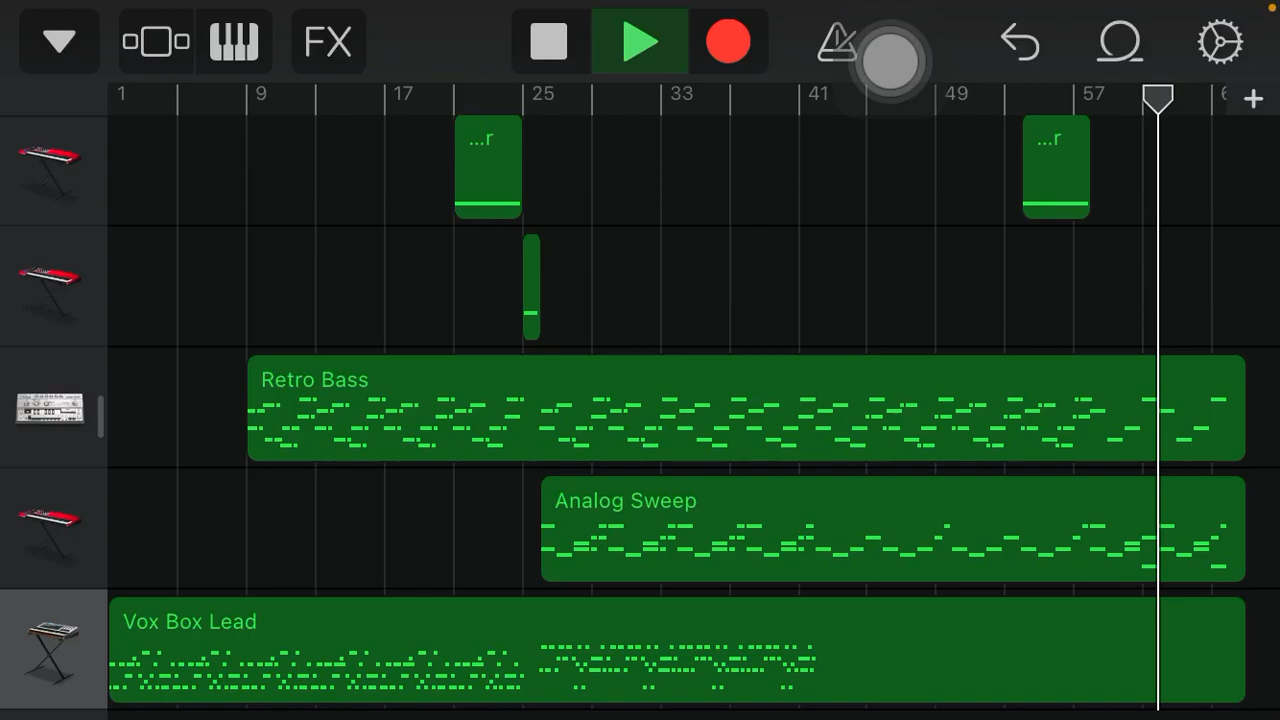 FX
1 9 17 25 33 41 49 57
...r ...r
Retro Bass
Analog Sweep
Vox Box Lead